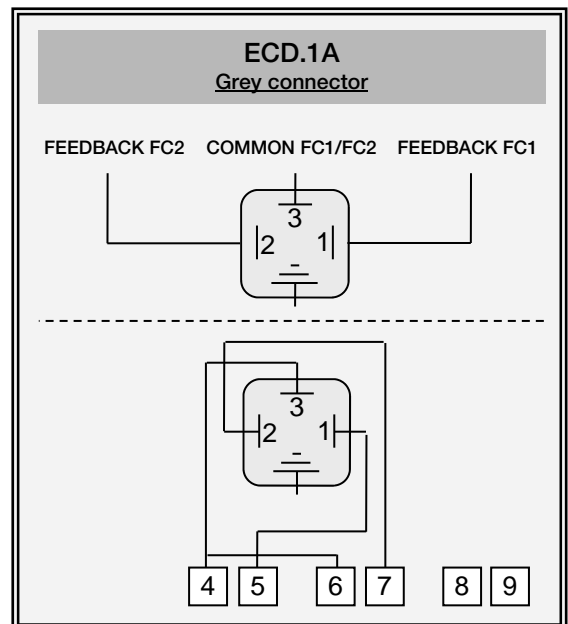 ECD.1A
Grey connector
FEEDBACK FC2 COMMON FC1/FC2 FEEDBACK FC1
3
2 1
3
2 1
4 5 6 7 8 9